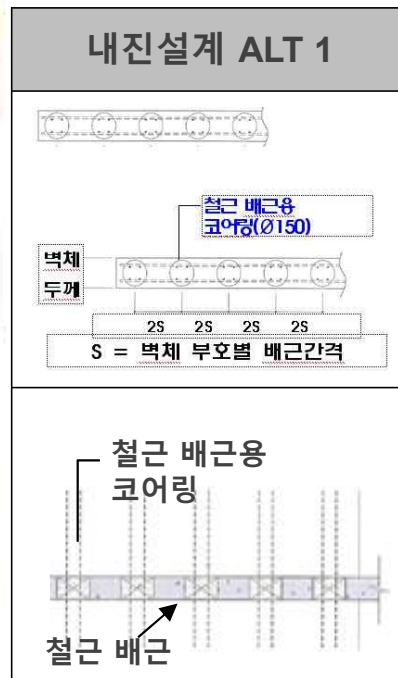 내진설계 ALT 1
철근 배근용
코어링(Ø150)
벽체
두께
2S 2S 2S 2S
S = 벽체 부호별 배근간격
철근 배근용
코어링
철근 배근